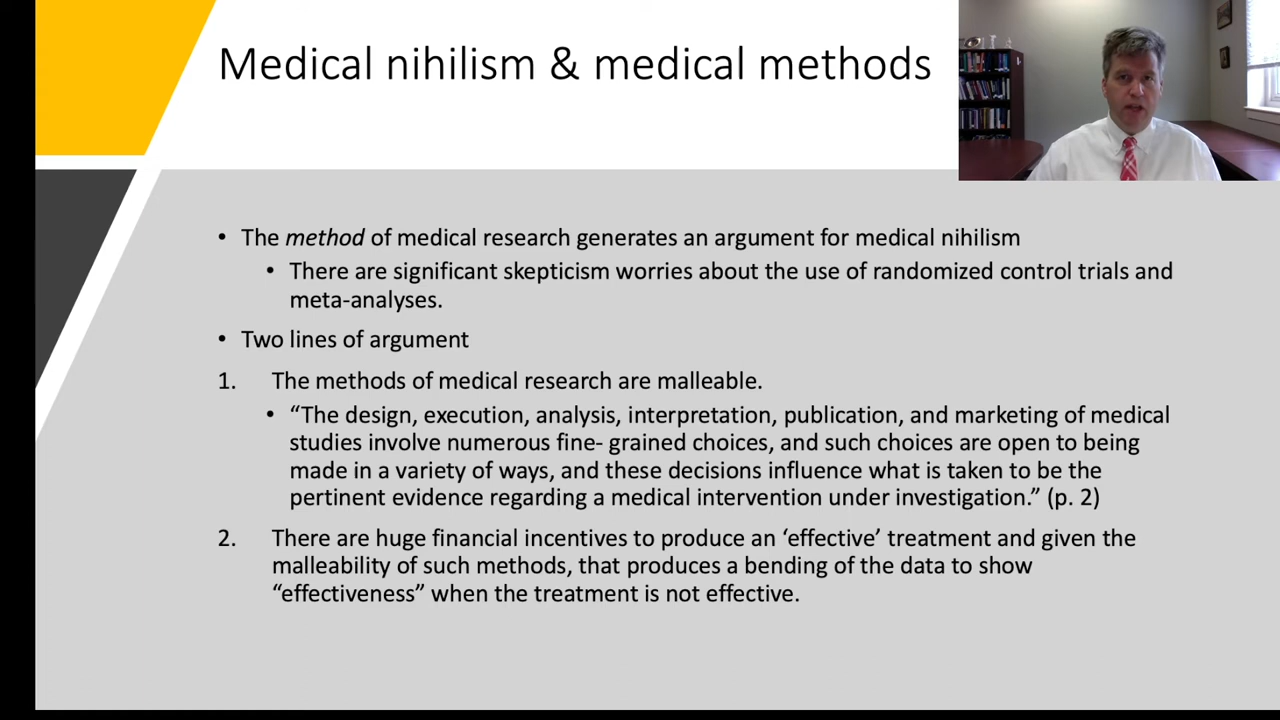 Medical nihilism & medical methods
• The method of medical research generates an argument for medical nihilism
• There are significant skepticism worries about the use of randomized control trials and
meta-analyses.
• Two lines of argument
1. The methods of medical research are malleable.
• “The design, execution, analysis, interpretation, publication, and marketing of medical
studies involve numerous fine- grained choices, and such choices are open to being
made in a variety of ways, and these decisions influence what is taken to be the
pertinent evidence regarding a medical intervention under investigation.” (p. 2)
2. There are huge financial incentives to produce an ‘effective’ treatment and given the
malleability of such methods, that produces a bending of the data to show
“effectiveness” when the treatment is not effective.